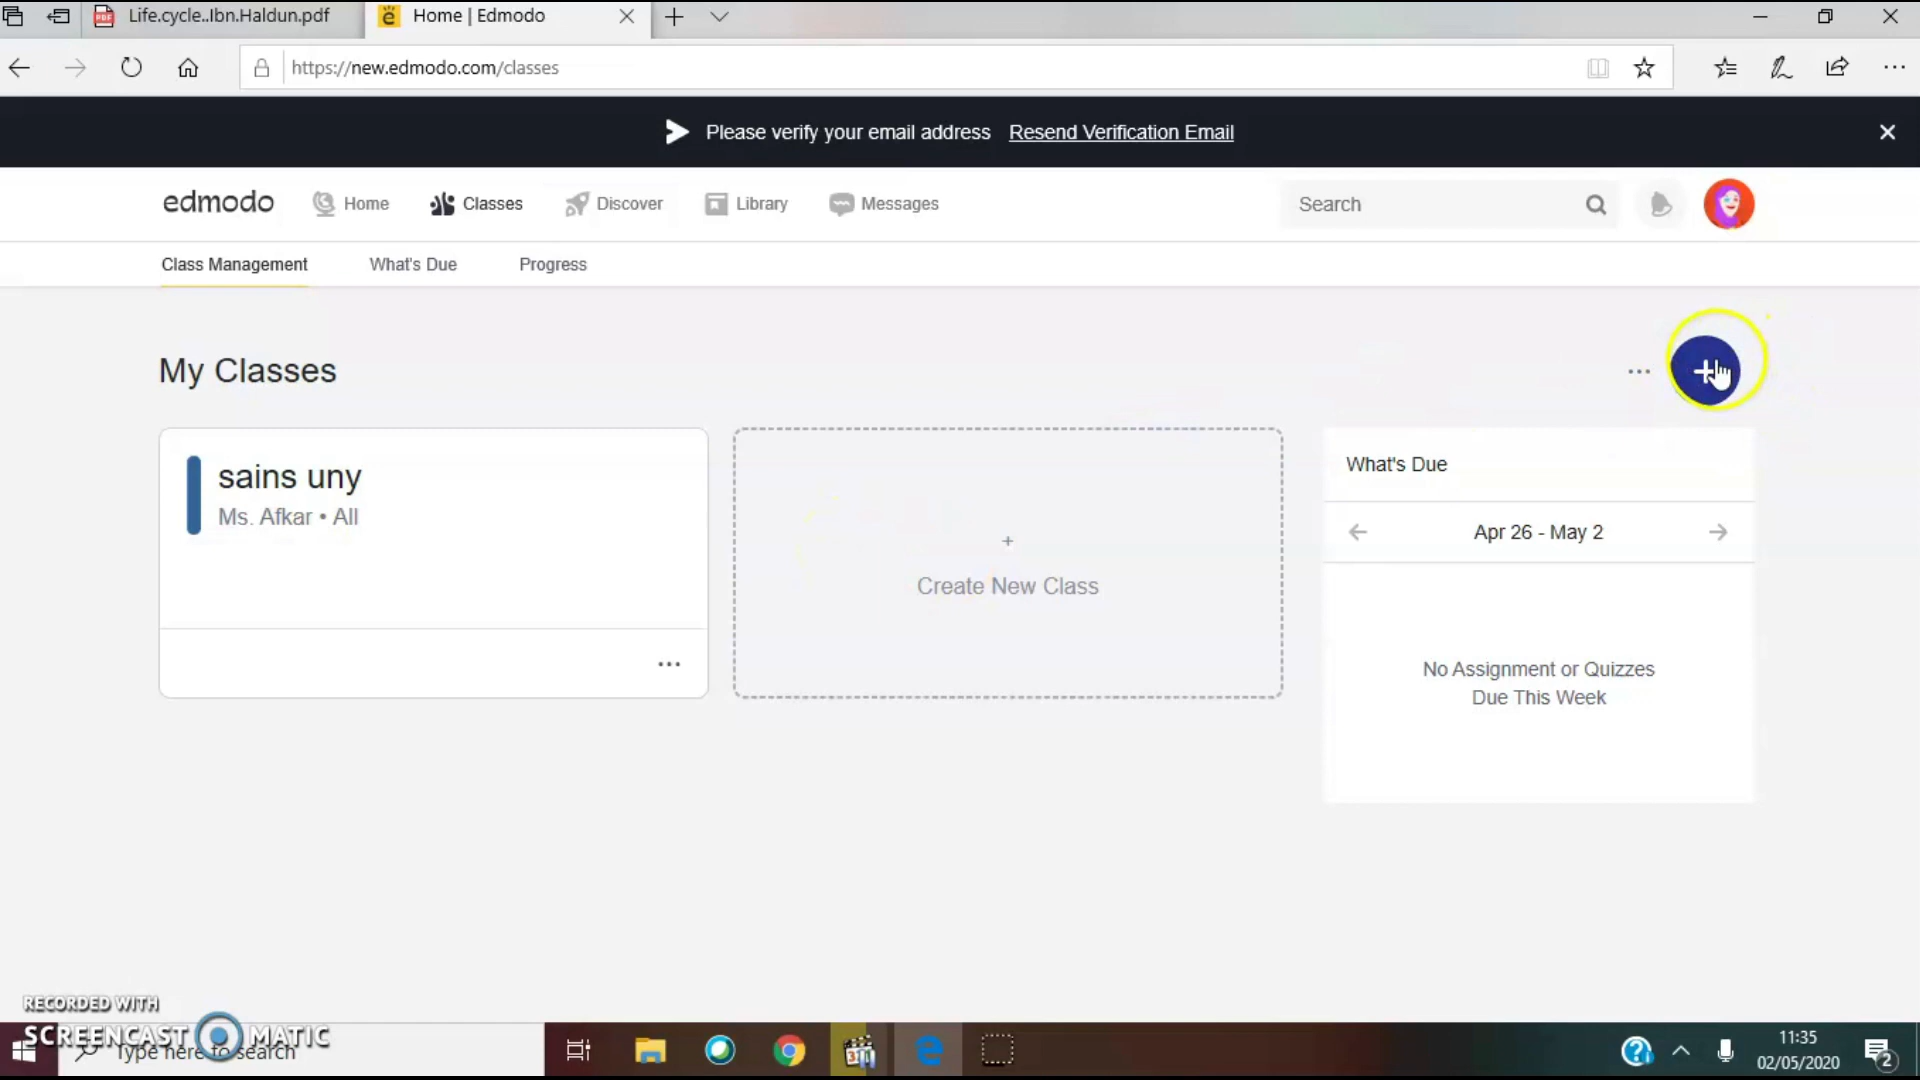 Life.cycle..Ibn.Haldun.pdf
Home | Edmodo
https://new.edmodo.com/classes
Please verify your email address Resend Verification Email
edmodo Home Classes Discover Library Messages Search
Class Management What's Due Progress
My Classes
sains uny
Ms. Afkar • All
+
Create New Class
What's Due
Apr 26 - May 2
No Assignment or Quizzes
Due This Week
RECORDED WITH
SCREENCAST MATIC
Type here to search
11:35
02/05/2020
2